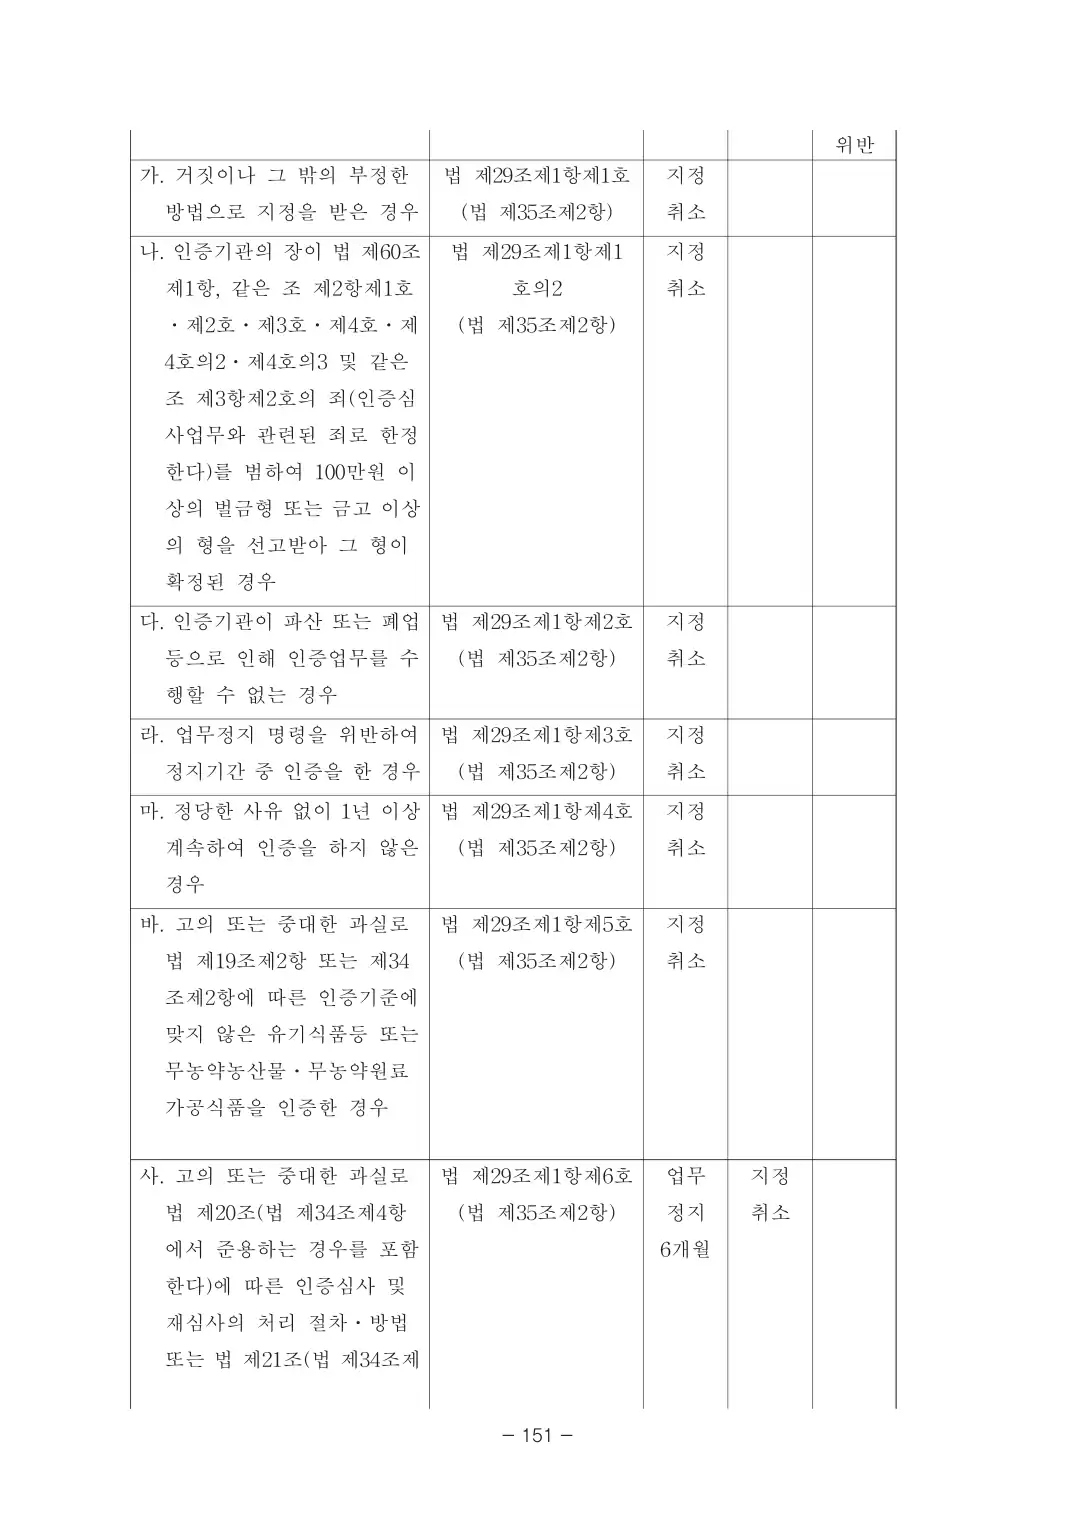 위반
가. 거짓이나 그 밖의 부정한
방법으로 지정을 받은 경우
법 제29조제1항제1호
(법 제35조제2항)
지정
취소
나. 인증기관의 장이 법 제60조
제1항, 같은 조 제2항제1호
·제2호·제3호·제4호·제
4호의2·제4호의3 및 같은
조 제3항제2호의 죄(인증심
사업무와 관련된 죄로 한정
한다)를 범하여 100만원 이
상의 벌금형 또는 금고 이상
의 형을 선고받아 그 형이
확정된 경우
법 제29조제1항제1
호의2
(법 제35조제2항)
지정
취소
다. 인증기관이 파산 또는 폐업
등으로 인해 인증업무를 수
행할 수 없는 경우
법 제29조제1항제2호
(법 제35조제2항)
지정
취소
라. 업무정지 명령을 위반하여
정지기간 중 인증을 한 경우
법 제29조제1항제3호
(법 제35조제2항)
지정
취소
마. 정당한 사유 없이 1년 이상
계속하여 인증을 하지 않은
경우
법 제29조제1항제4호
(법 제35조제2항)
지정
취소
바. 고의 또는 중대한 과실로
법 제19조제2항 또는 제34
조제2항에 따른 인증기준에
맞지 않은 유기식품등 또는
무농약농산물·무농약원료
가공식품을 인증한 경우
법 제29조제1항제5호
(법 제35조제2항)
지정
취소
사. 고의 또는 중대한 과실로
법 제20조(법 제34조제4항
에서 준용하는 경우를 포함
한다)에 따른 인증심사 및
재심사의 처리 절차·방법
또는 법 제21조(법 제34조제
법 제29조제1항제6호
(법 제35조제2항)
업무
정지
6개월
지정
취소
- 151 -